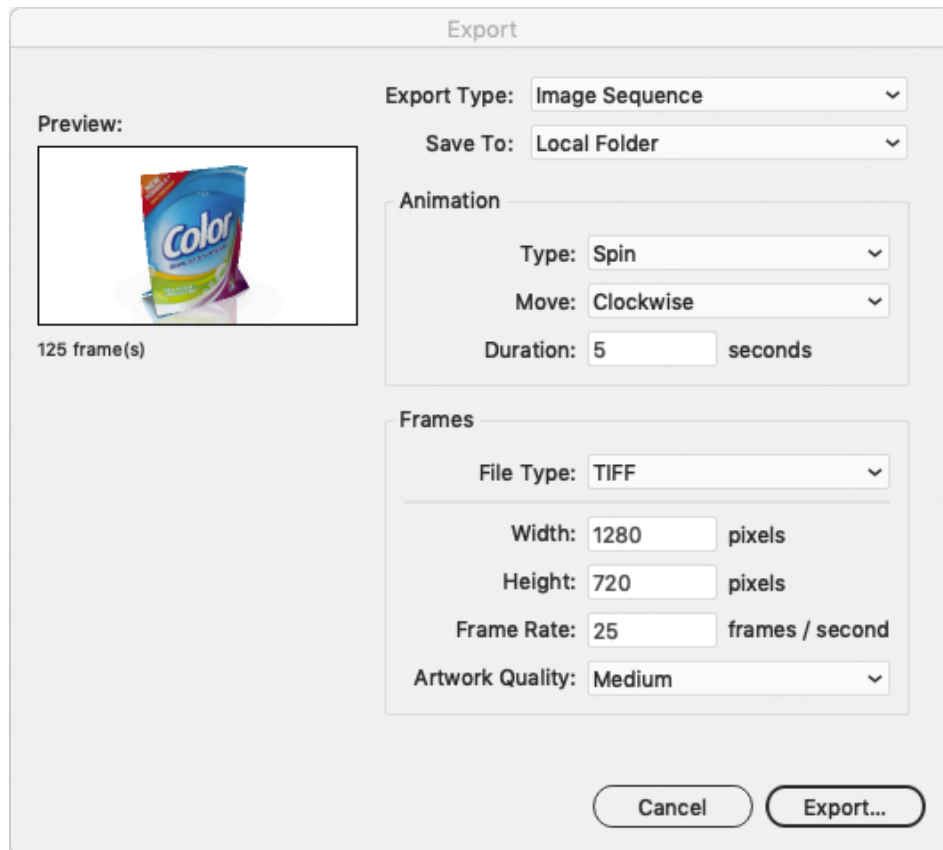 Export
Export Type: Image Sequence
Save To: Local Folder
Preview:
NEW
FORMULA
Color
125 frame(s)
Animation
Type: Spin
Move: Clockwise
Duration: 5 seconds
Frames
File Type: TIFF
Width: 1280 pixels
Height: 720 pixels
Frame Rate: 25 frames / second
Artwork Quality: Medium
Cancel
Export...